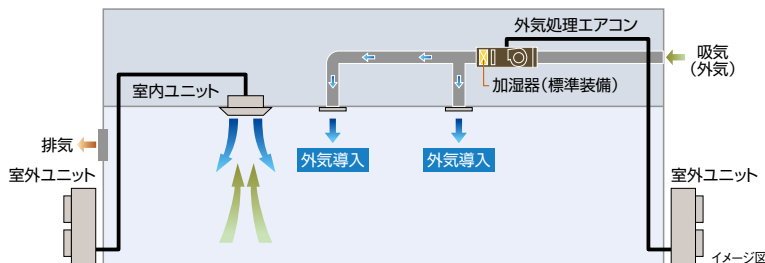 外気処理エアコン
吸気
(外気)
加湿器(標準装備)
室内ユニット
排気
外気導入
外気導入
室外ユニット
室外ユニット
イメージ図